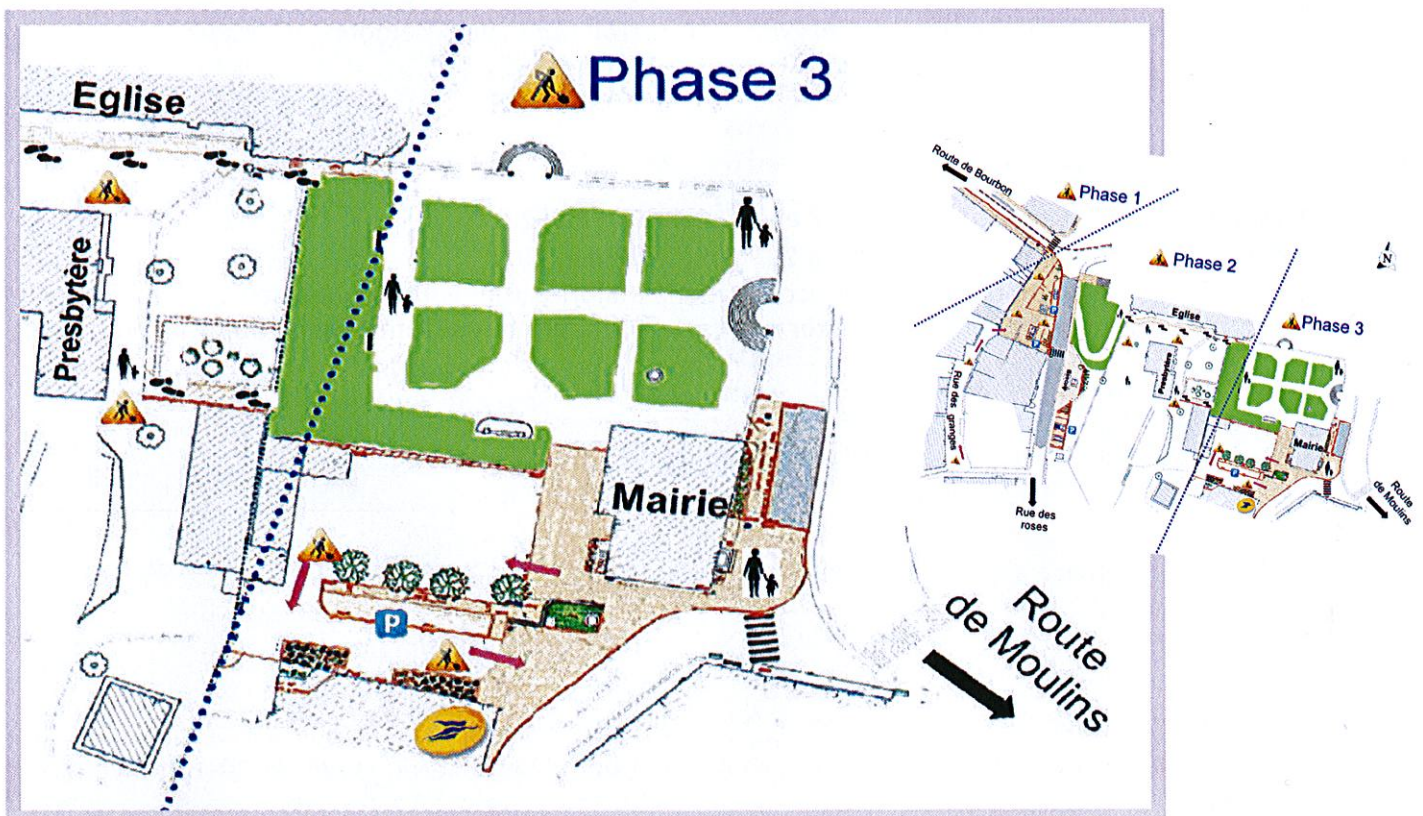 Phase 3
Eglise
Presbytère
Mairie
P
Route
de Moulins
Route de Bourbon
Phase 1
Phase 2
N
Eglise
Phase 3
Presbytère
Rue des granges
Mairie
P
Rue des
roses
Route
de Moulins